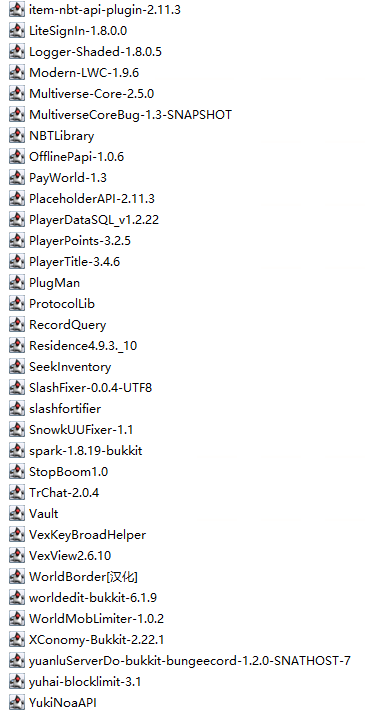 item-nbt-api-plugin-2.11.3
LiteSignIn-1.8.0.0
Logger-Shaded-1.8.0.5
Modern-LWC-1.9.6
Multiverse-Core-2.5.0
MultiverseCoreBug-1.3-SNAPSHOT
NBTLibrary
OfflinePapi-1.0.6
PayWorld-1.3
PlaceholderAPI-2.11.3
PlayerDataSQL_v1.2.22
PlayerPoints-3.2.5
PlayerTitle-3.4.6
PlugMan
ProtocolLib
RecordQuery
Residence4.9.3._10
SeekInventory
SlashFixer-0.0.4-UTF8
slashfortifier
SnowkUUFixer-1.1
spark-1.8.19-bukkit
StopBoom1.0
TrChat-2.0.4
Vault
VexKeyBroadHelper
VexView2.6.10
WorldBorder[汉化]
worldedit-bukkit-6.1.9
WorldMobLimiter-1.0.2
XConomy-Bukkit-2.22.1
yuanluServerDo-bukkit-bungeecord-1.2.0-SNATHOST-7
yuhai-blocklimit-3.1
YukiNoaAPI